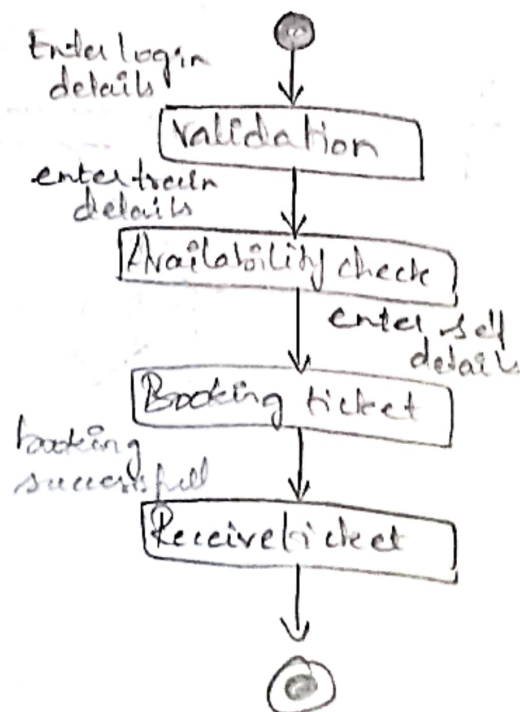 Enter login
details
validation
enter train
details
Availability check
enter self
details
Booking ticket
booking
successfull
Receive ticket